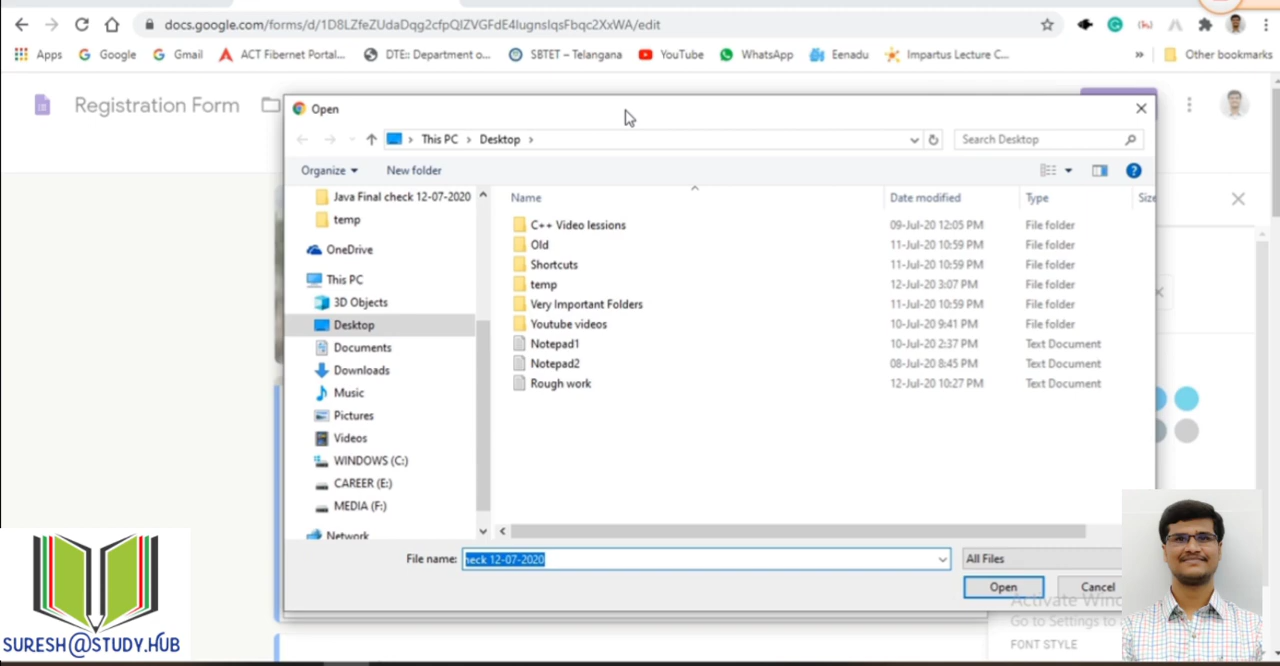 docs.google.com/forms/d/1D8LZfeZUdaDqg2cfpQIZVGFdE4IugnsIqsFbqc2XxWA/edit
Apps Google Gmail ACT Fibernet Portal... DTE:: Department o... SBTET – Telangana YouTube WhatsApp Eenadu Impartus Lecture C... » Other bookmarks
Registration Form
Open
This PC > Desktop >
Search Desktop
Organize
New folder
Java Final check 12-07-2020
temp
OneDrive
This PC
3D Objects
Desktop
Documents
Downloads
Music
Pictures
Videos
WINDOWS (C:)
CAREER (E:)
MEDIA (F:)
Network
Name Date modified Type Size
C++ Video lessions 09-Jul-20 12:05 PM File folder
Old 11-Jul-20 10:59 PM File folder
Shortcuts 11-Jul-20 10:59 PM File folder
temp 12-Jul-20 3:07 PM File folder
Very Important Folders 11-Jul-20 10:59 PM File folder
Youtube videos 10-Jul-20 9:41 PM File folder
Notepad1 10-Jul-20 2:37 PM Text Document
Notepad2 08-Jul-20 8:45 PM Text Document
Rough work 12-Jul-20 10:27 PM Text Document
File name: heck 12-07-2020
All Files
Open Cancel
Activate Wind
Go to Settings to
FONT STYLE
SURESH@STUDY.HUB